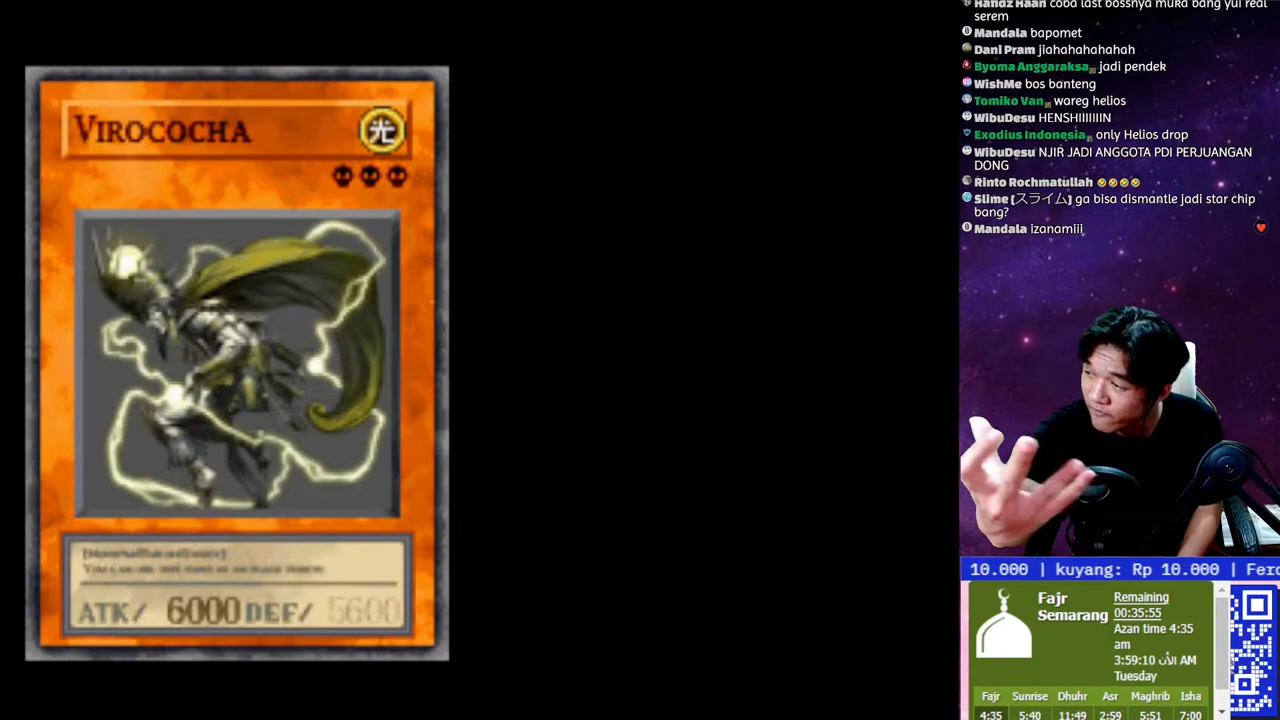 VIROCOCHA
光
ATK/ 6000 DEF/ 5600
Handz Haan coba last bossnya muka bang yui real
serem
Mandala bapomet
Dani Pram jiahahahahahah
Byoma Anggaraksa jadi pendek
WishMe bos banteng
Tomiko Van wareg helios
WibuDesu HENSHIIIIIIN
Exodius Indonesia only Helios drop
WibuDesu NJIR JADI ANGGOTA PDI PERJUANGAN
DONG
Rinto Rochmatullah
Slime [スライム] ga bisa dismantle jadi star chip
bang?
Mandala izanamiii
10.000 | kuyang: Rp 10.000 | Ferd
Fajr
Semarang
Remaining
00:35:55
Azan time 4:35
am
3:59:10 الآن AM
Tuesday
Fajr Sunrise Dhuhr Asr Maghrib Isha
4:35 5:40 11:49 2:59 5:51 7:00